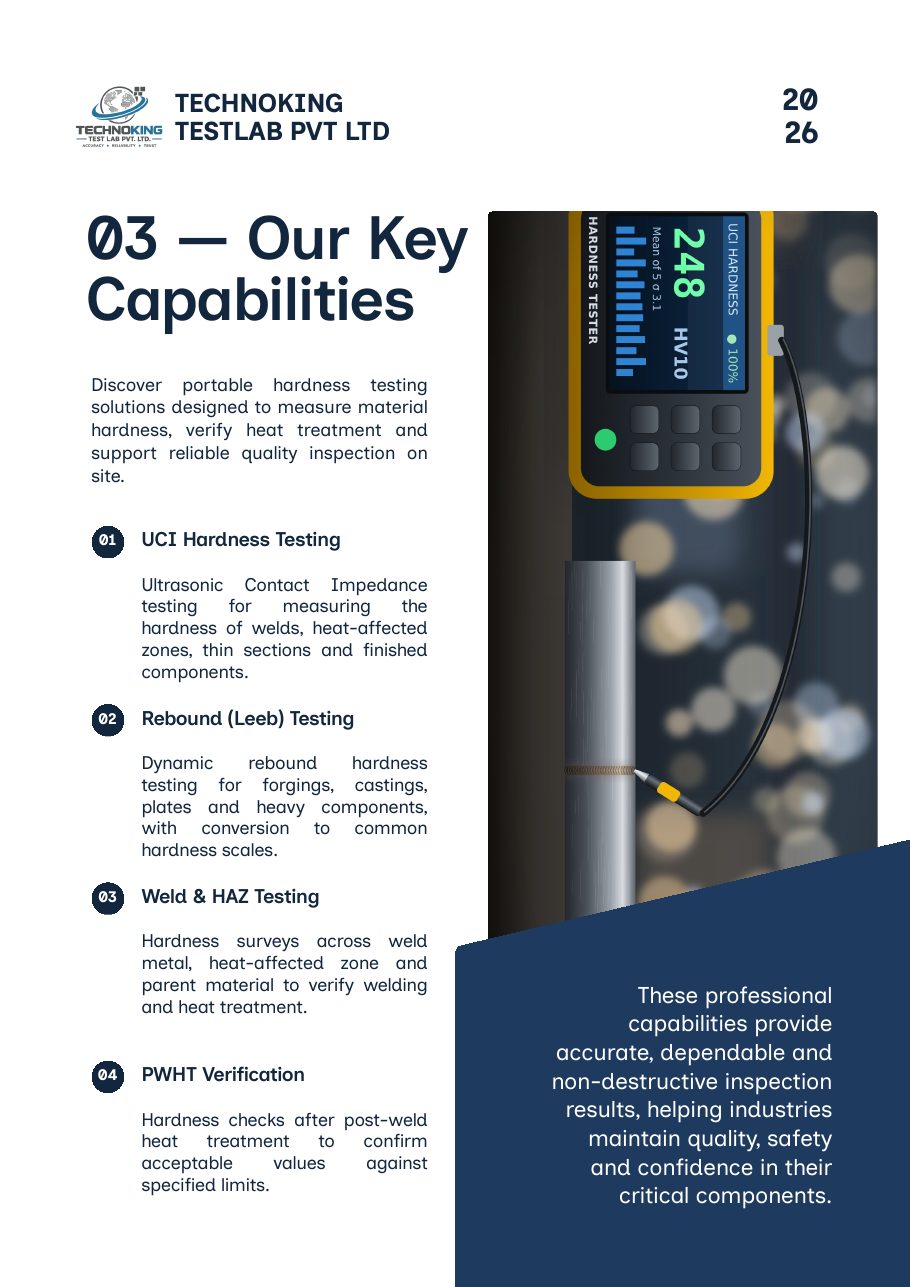 TECHNOKING
TEST LAB PVT. LTD.
ACCURACY • RELIABILITY • TRUST
TECHNOKING
TESTLAB PVT LTD
20
26
03 — Our Key
Capabilities
Discover portable hardness testing
solutions designed to measure material
hardness, verify heat treatment and
support reliable quality inspection on
site.
01 UCI Hardness Testing
Ultrasonic Contact Impedance
testing for measuring the
hardness of welds, heat-affected
zones, thin sections and finished
components.
02 Rebound (Leeb) Testing
Dynamic rebound hardness
testing for forgings, castings,
plates and heavy components,
with conversion to common
hardness scales.
03 Weld & HAZ Testing
Hardness surveys across weld
metal, heat-affected zone and
parent material to verify welding
and heat treatment.
04 PWHT Verification
Hardness checks after post-weld
heat treatment to confirm
acceptable values against
specified limits.
UCI HARDNESS ● 100%
248 HV10
Mean of 5 σ 3.1
HARDNESS TESTER
These professional
capabilities provide
accurate, dependable and
non-destructive inspection
results, helping industries
maintain quality, safety
and confidence in their
critical components.